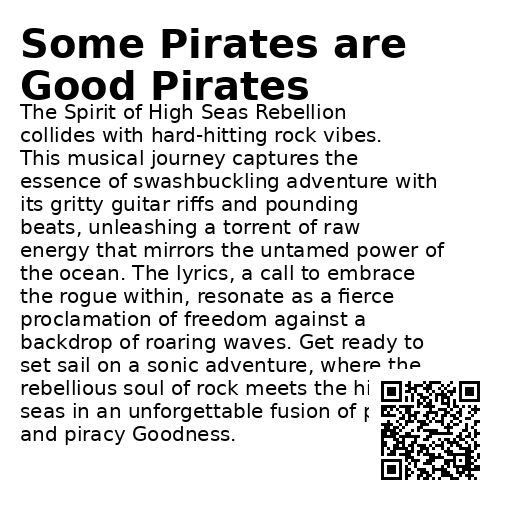 Some Pirates are
Good Pirates
The Spirit of High Seas Rebellion
collides with hard-hitting rock vibes.
This musical journey captures the
essence of swashbuckling adventure with
its gritty guitar riffs and pounding
beats, unleashing a torrent of raw
energy that mirrors the untamed power of
the ocean. The lyrics, a call to embrace
the rogue within, resonate as a fierce
proclamation of freedom against a
backdrop of roaring waves. Get ready to
set sail on a sonic adventure, where the
rebellious soul of rock meets the hi
seas in an unforgettable fusion of
and piracy Goodness.